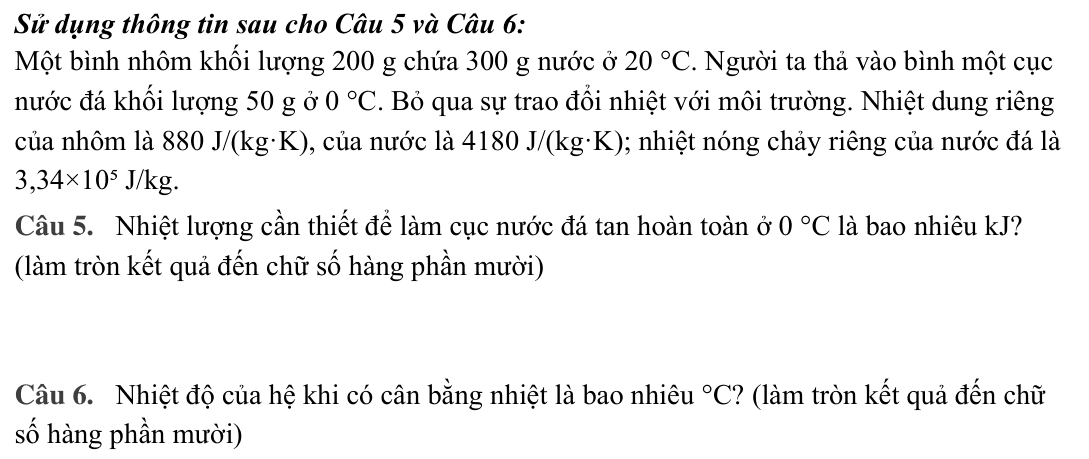 Sử dụng thông tin sau cho Câu 5 và Câu 6:
Một bình nhôm khối lượng 200 g chứa 300 g nước ở 20 °C. Người ta thả vào bình một cục
nước đá khối lượng 50 g ở 0 °C. Bỏ qua sự trao đổi nhiệt với môi trường. Nhiệt dung riêng
của nhôm là 880 J/(kg·K), của nước là 4180 J/(kg·K); nhiệt nóng chảy riêng của nước đá là
3,34×10⁵ J/kg.
Câu 5. Nhiệt lượng cần thiết để làm cục nước đá tan hoàn toàn ở 0 °C là bao nhiêu kJ?
(làm tròn kết quả đến chữ số hàng phần mười)
Câu 6. Nhiệt độ của hệ khi có cân bằng nhiệt là bao nhiêu °C? (làm tròn kết quả đến chữ
số hàng phần mười)